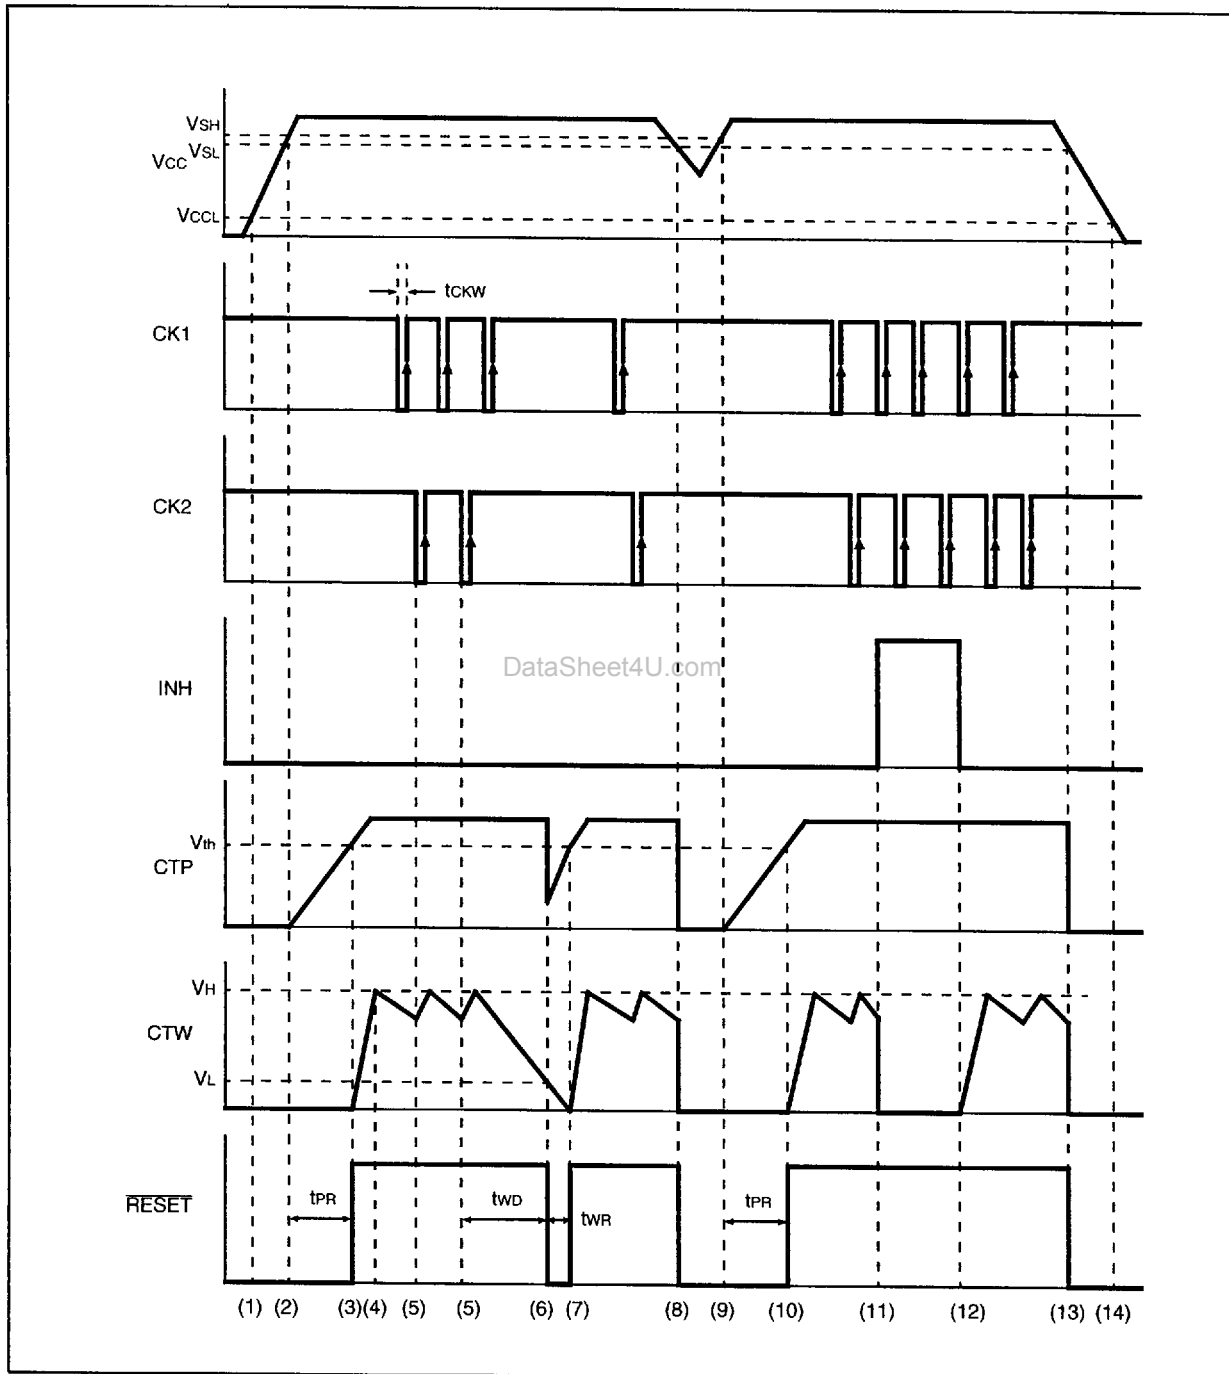 VSH
VCC VSL
VCCL
tCKW
CK1
CK2
DataSheet4U.com
INH
Vth
CTP
VH
CTW
VL
RESET
tPR
tWD
tWR
tPR
(1) (2) (3) (4) (5) (5) (6) (7) (8) (9) (10) (11) (12) (13) (14)